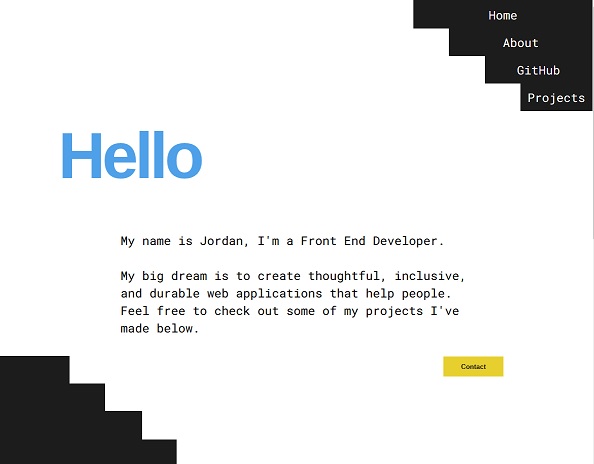 Home
About
GitHub
Projects
Hello
My name is Jordan, I'm a Front End Developer.
My big dream is to create thoughtful, inclusive,
and durable web applications that help people.
Feel free to check out some of my projects I've
made below.
Contact